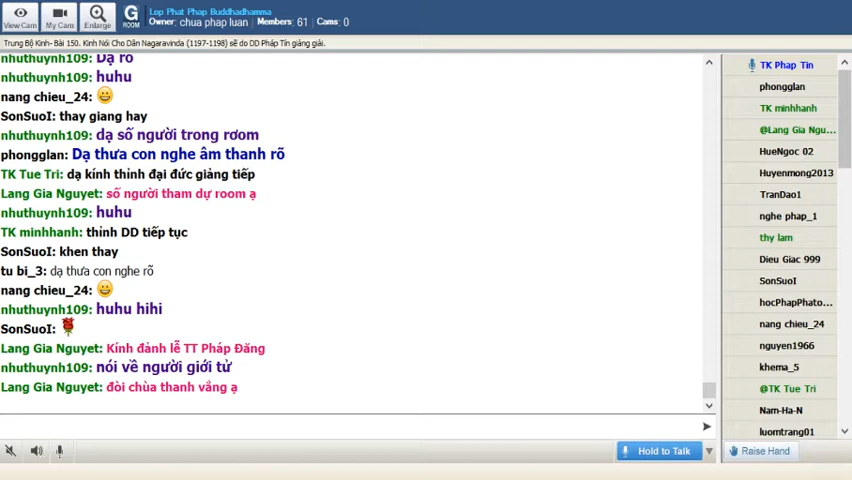 View Cam
My Cam
Enlarge
G
ROOM
Lop Phat Phap Buddhadhamma
Owner: chua phap luan Members: 61 Cams: 0
Trung Bộ Kinh- Bài 150. Kinh Nói Cho Dân Nagaravinda (1197-1198) sẽ do DD Pháp Tín giảng giải.
nhuthuynh109: Dạ rõ
nhuthuynh109: huhu
nang chieu_24:
SonSuoI: thay giang hay
nhuthuynh109: dạ số người trong rơom
phongglan: Dạ thưa con nghe âm thanh rõ
TK Tue Tri: dạ kính thỉnh đại đức giảng tiếp
Lang Gia Nguyet: số người tham dự room ạ
nhuthuynh109: huhu
TK minhhanh: thỉnh DD tiếp tục
SonSuoI: khen thay
tu bi_3: dạ thưa con nghe rõ
nang chieu_24:
nhuthuynh109: huhu hihi
SonSuoI:
Lang Gia Nguyet: Kính đảnh lễ TT Pháp Đăng
nhuthuynh109: nói về người giới tử
Lang Gia Nguyet: đòi chùa thanh vắng ạ
TK Phap Tin
phongglan
TK minhhanh
@Lang Gia Ngu...
HueNgoc 02
Huyenmong2013
TranDao1
nghe phap_1
thy lam
Dieu Giac 999
SonSuoI
hocPhapPhato...
nang chieu_24
nguyen1966
khema_5
@TK Tue Tri
Nam-Ha-N
luomtrang01
Hold to Talk
Raise Hand